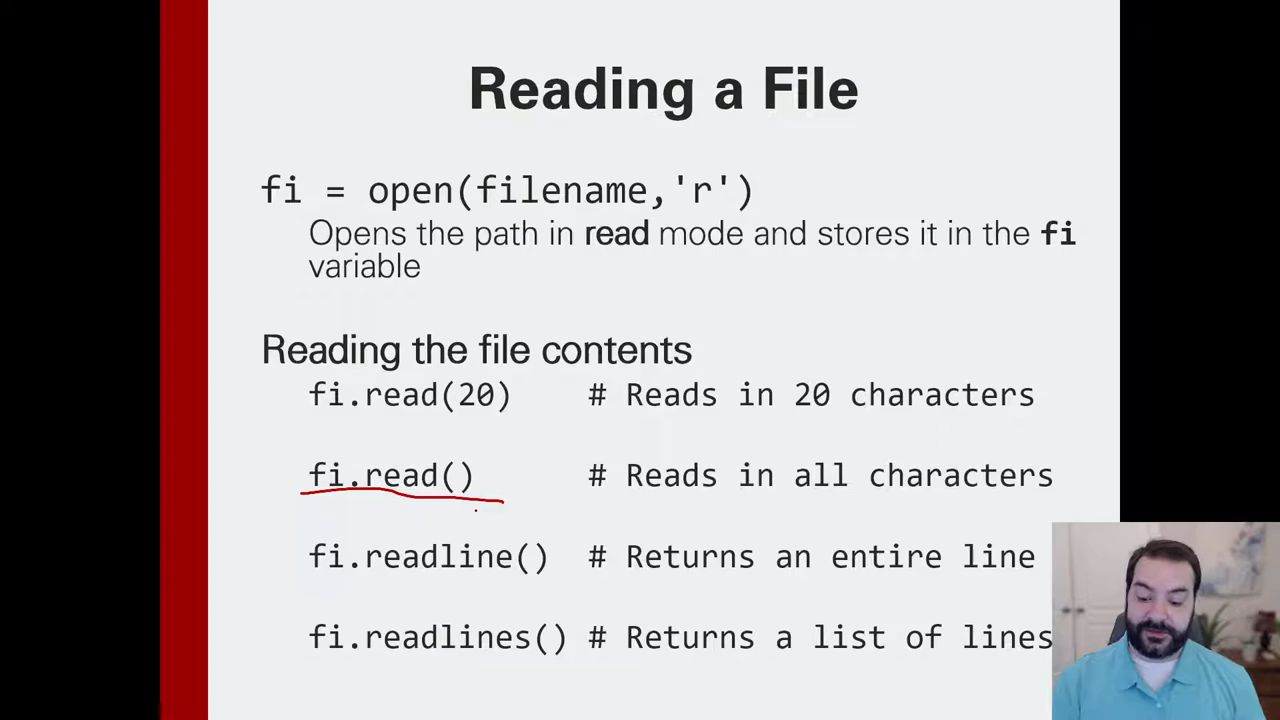 Reading a File
fi = open(filename,'r')
Opens the path in read mode and stores it in the fi
variable
Reading the file contents
fi.read(20) # Reads in 20 characters
fi.read() # Reads in all characters
fi.readline() # Returns an entire line
fi.readlines() # Returns a list of lines